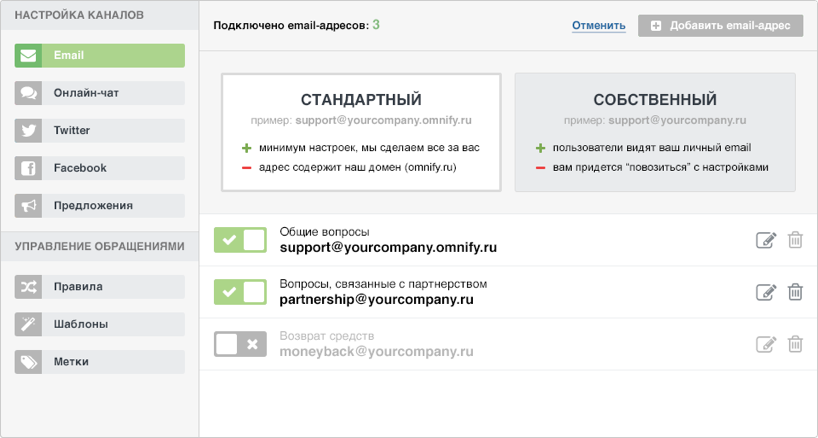 НАСТРОЙКА КАНАЛОВ
Email
Онлайн-чат
Twitter
Facebook
Предложения
УПРАВЛЕНИЕ ОБРАЩЕНИЯМИ
Правила
Шаблоны
Метки
Подключено email-адресов: 3
Отменить
Добавить email-адрес
СТАНДАРТНЫЙ
пример: support@yourcompany.omnify.ru
минимум настроек, мы сделаем все за вас
адрес содержит наш домен (omnify.ru)
СОБСТВЕННЫЙ
пример: support@yourcompany.ru
пользователи видят ваш личный email
вам придется “повозиться” с настройками
Общие вопросы
support@yourcompany.omnify.ru
Вопросы, связанные с партнерством
partnership@yourcompany.ru
Возврат средств
moneyback@yourcompany.ru